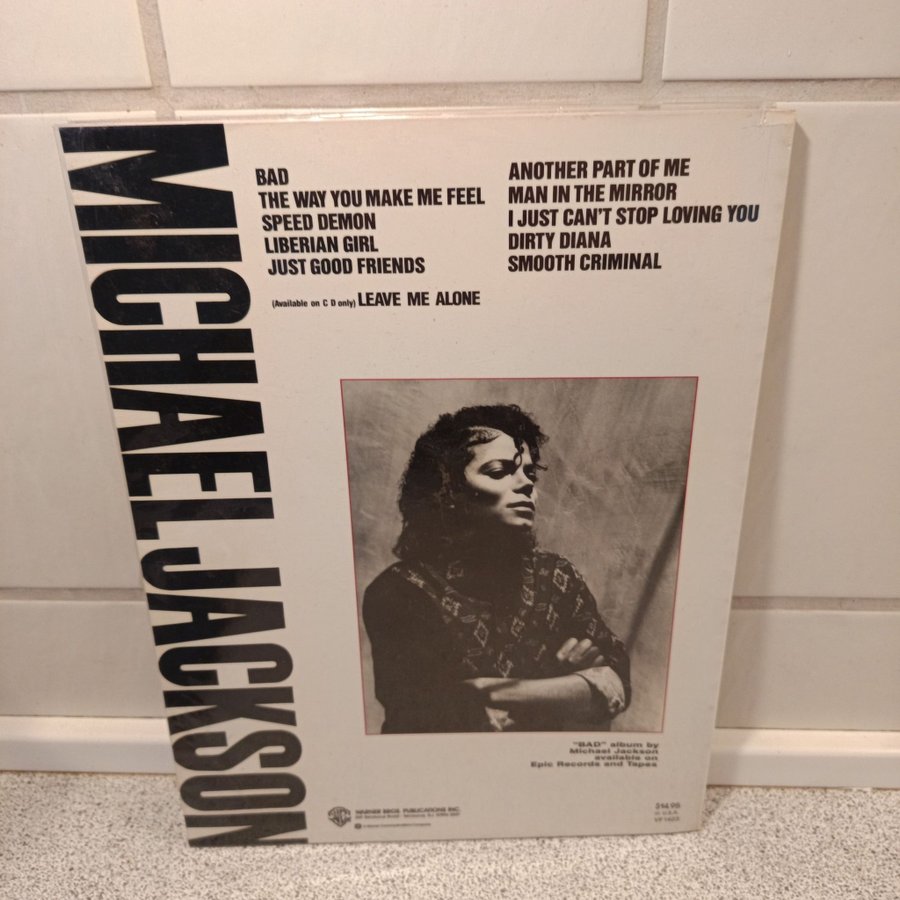 MICHAEL JACKSON
BAD
THE WAY YOU MAKE ME FEEL
SPEED DEMON
LIBERIAN GIRL
JUST GOOD FRIENDS
(Available on C D only) LEAVE ME ALONE
ANOTHER PART OF ME
MAN IN THE MIRROR
I JUST CAN'T STOP LOVING YOU
DIRTY DIANA
SMOOTH CRIMINAL
"BAD" album by
Michael Jackson
available on
Epic Records and Tapes
WARNER BROS. PUBLICATIONS INC.
$14.95
in U.S.A.